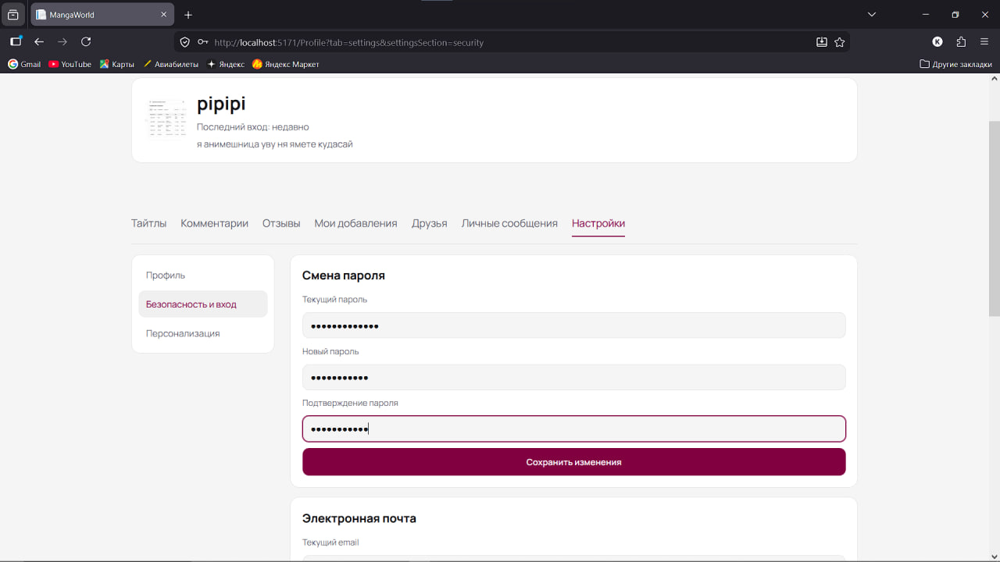 MangaWorld
http://localhost:5171/Profile?tab=settings&settingsSection=security
K
Gmail YouTube Карты Авиабилеты Яндекс Яндекс Маркет Другие закладки
pipipi
Последний вход: недавно
я анимешница уву ня ямете кудасай
Тайтлы Комментарии Отзывы Мои добавления Друзья Личные сообщения Настройки
Профиль
Безопасность и вход
Персонализация
Смена пароля
Текущий пароль
•••••••••••••
Новый пароль
•••••••••••
Подтверждение пароля
•••••••••••
Сохранить изменения
Электронная почта
Текущий email